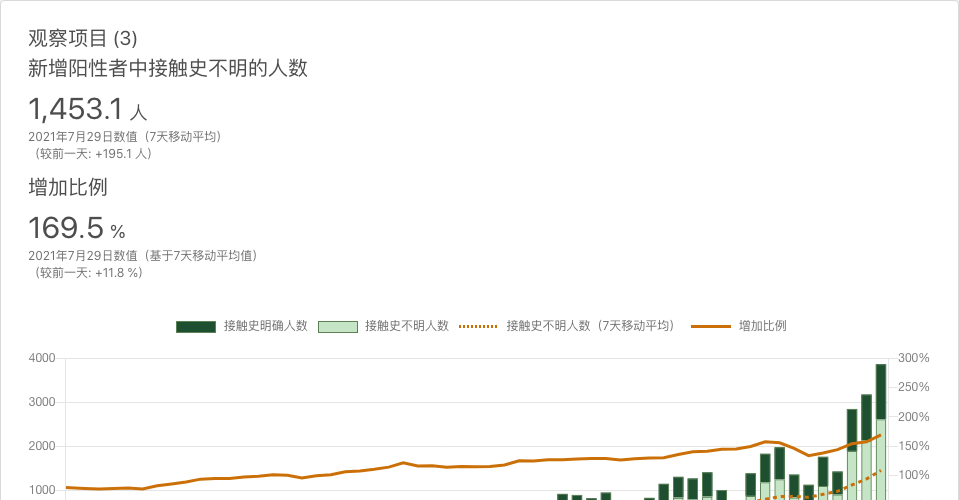 观察项目 (3)
新增阳性者中接触史不明的人数
1,453.1 人
2021年7月29日数值（7天移动平均）
（较前一天: +195.1 人）
增加比例
169.5 %
2021年7月29日数值（基于7天移动平均值）
（较前一天: +11.8 %）
接触史明确人数 接触史不明人数 接触史不明人数（7天移动平均） 增加比例
4000 300%
250%
3000
200%
2000 150%
100%
1000